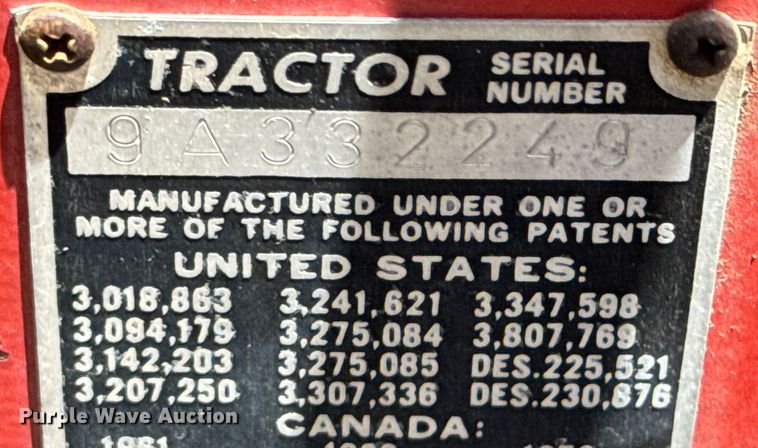 TRACTOR SERIAL NUMBER
9A332249
MANUFACTURED UNDER ONE OR
MORE OF THE FOLLOWING PATENTS
UNITED STATES:
3,018,863 3,241,621 3,347,598
3,094,179 3,275,084 3,807,769
3,142,203 3,275,085 DES.225,521
3,207,250 3,307,336 DES.230,876
CANADA:
1961
Purple Wave Auction